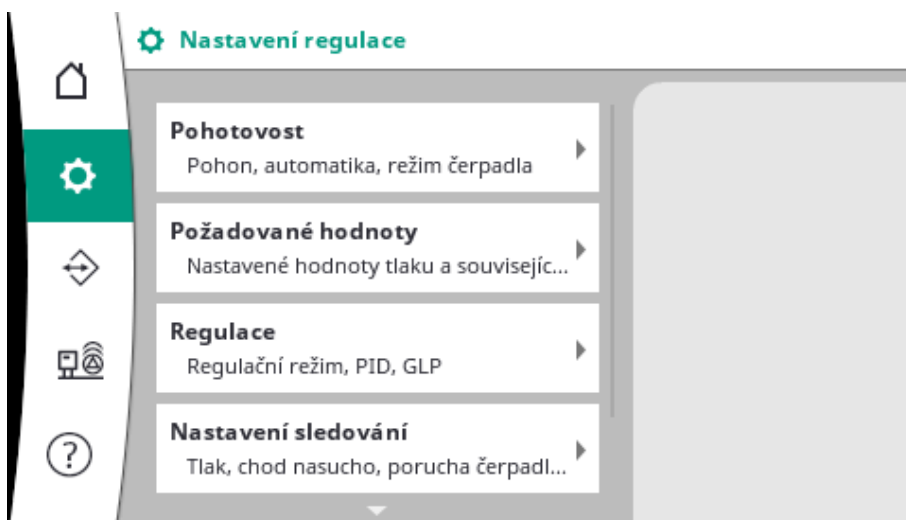 Nastavení regulace
Pohotovost
Pohon, automatika, režim čerpadla
Požadované hodnoty
Nastavené hodnoty tlaku a souvisejíc...
Regulace
Regulační režim, PID, GLP
Nastavení sledování
Tlak, chod nasucho, porucha čerpadl...
?